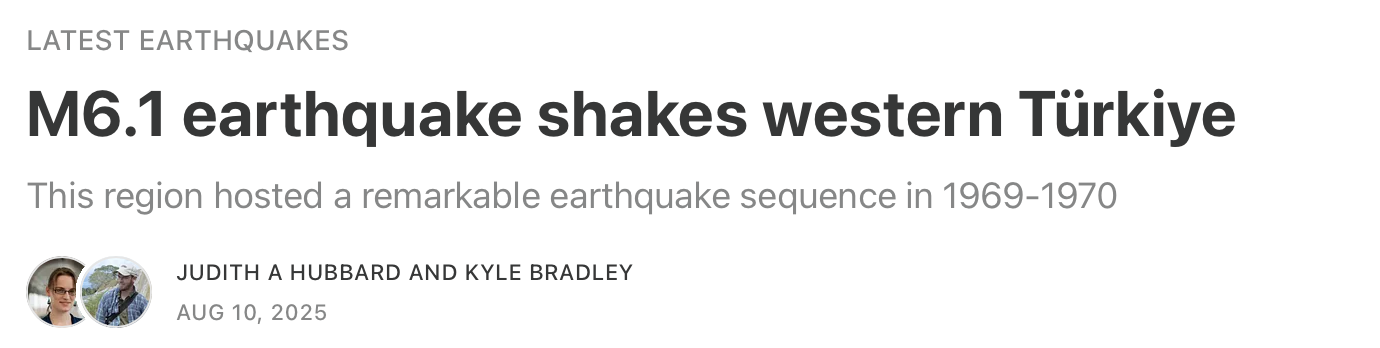 LATEST EARTHQUAKES
M6.1 earthquake shakes western Türkiye
This region hosted a remarkable earthquake sequence in 1969-1970
JUDITH A HUBBARD AND KYLE BRADLEY
AUG 10, 2025